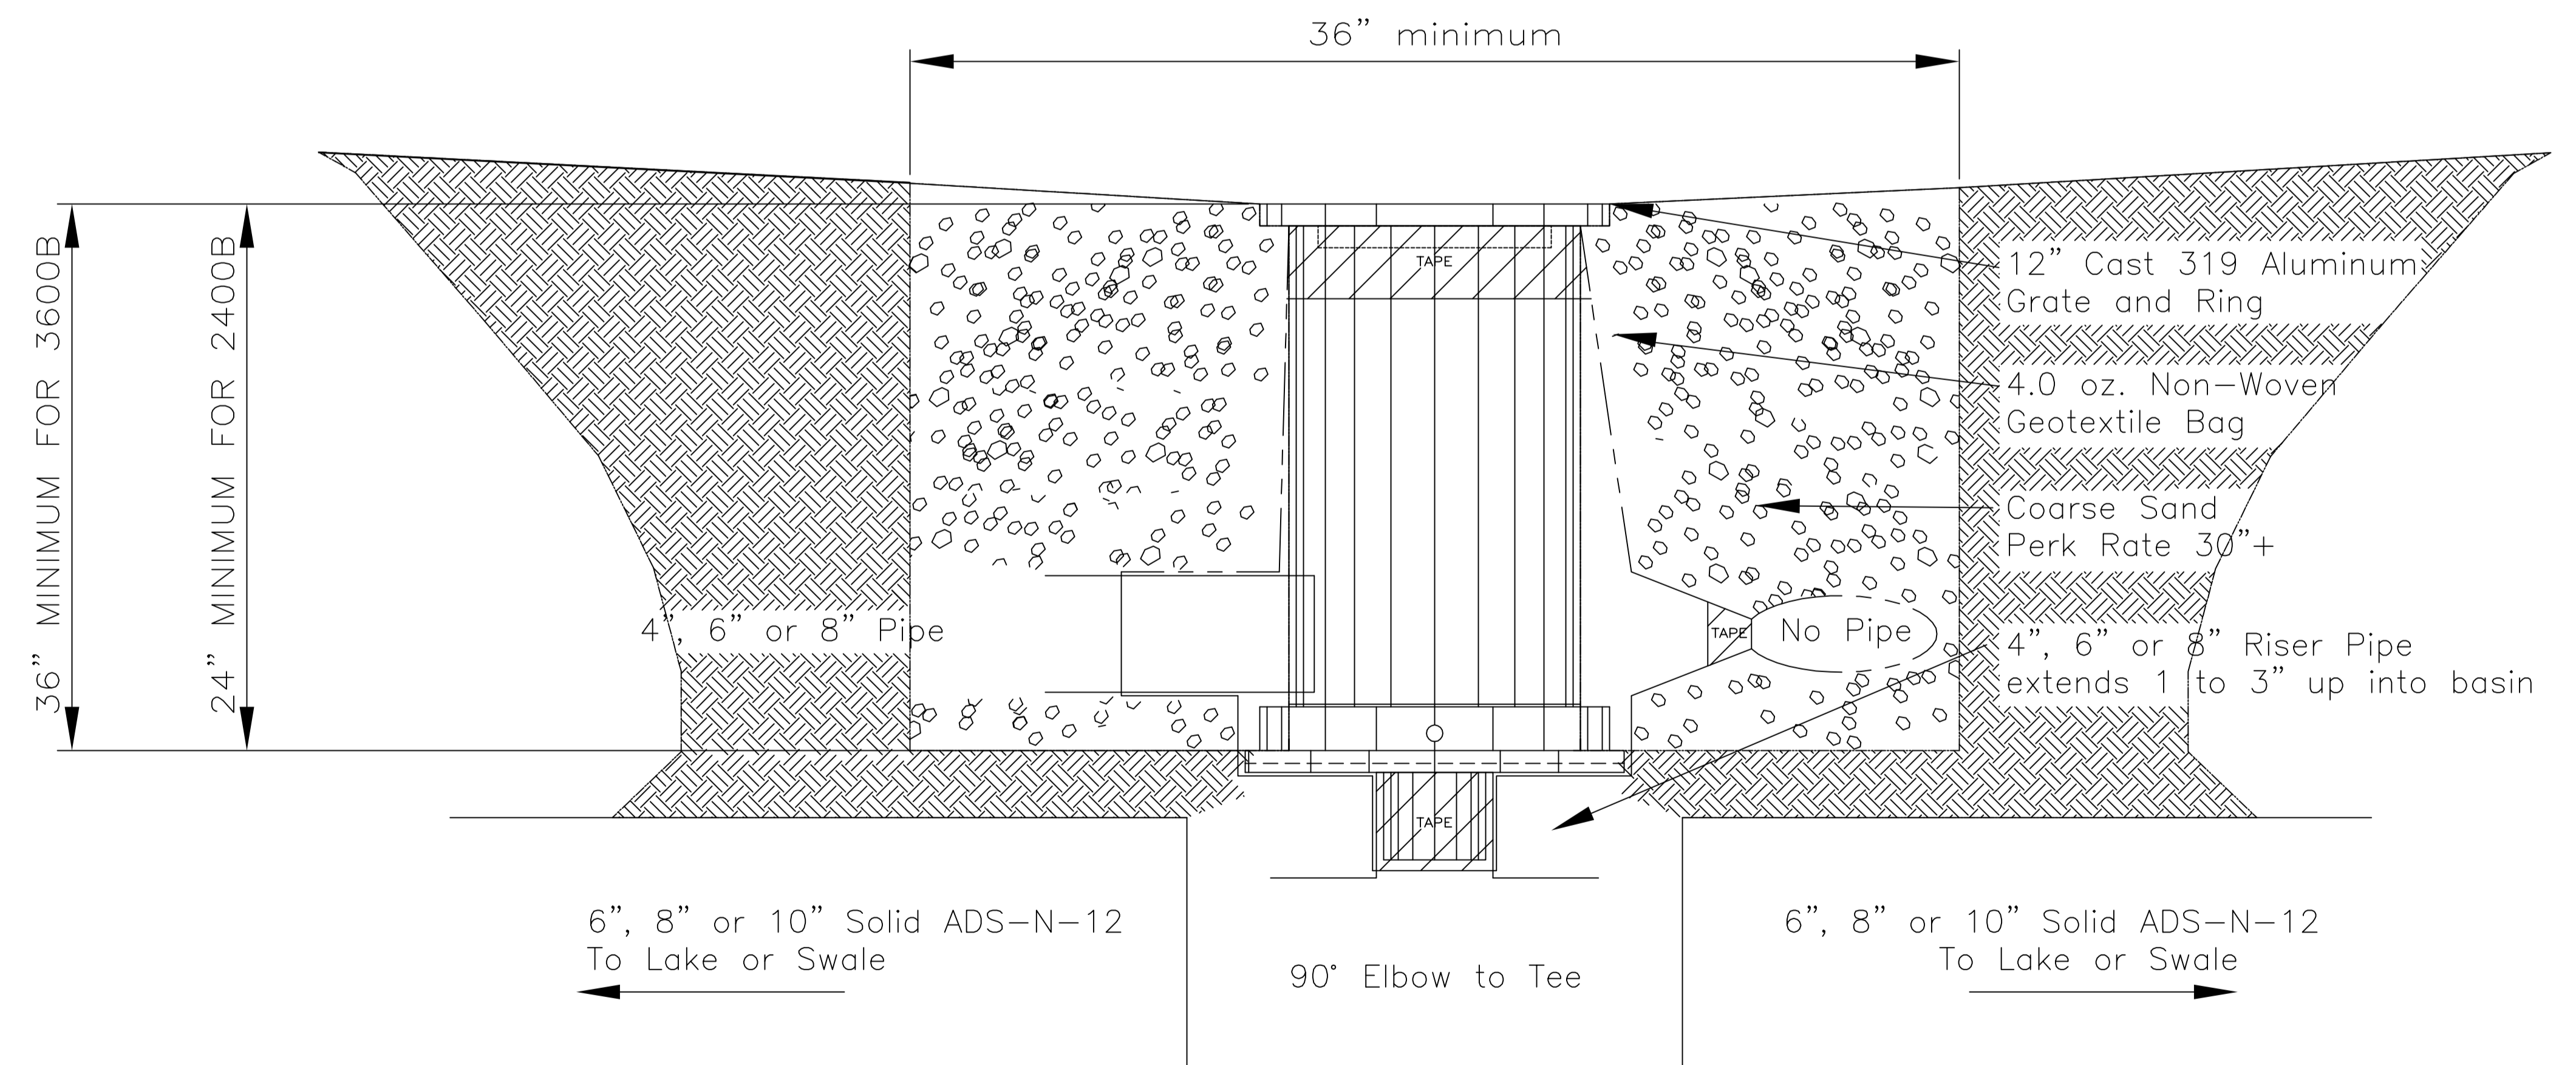 36” minimum
36” MINIMUM FOR 3600B
24” MINIMUM FOR 2400B
TAPE
12” Cast 319 Aluminum
Grate and Ring
4.0 oz. Non-Woven
Geotextile Bag
Coarse Sand
Perk Rate 30”+
4”, 6” or 8” Pipe
TAPE
No Pipe
4”, 6” or 8” Riser Pipe
extends 1 to 3” up into basin
TAPE
6”, 8” or 10” Solid ADS-N-12
To Lake or Swale
90° Elbow to Tee
6”, 8” or 10” Solid ADS-N-12
To Lake or Swale